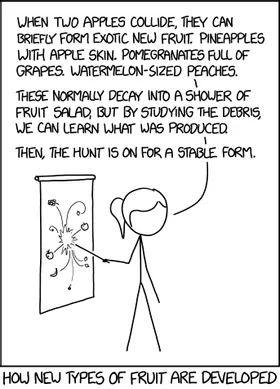 WHEN TWO APPLES COLLIDE, THEY CAN
BRIEFLY FORM EXOTIC NEW FRUIT. PINEAPPLES
WITH APPLE SKIN. POMEGRANATES FULL OF
GRAPES. WATERMELON-SIZED PEACHES.
THESE NORMALLY DECAY INTO A SHOWER OF
FRUIT SALAD, BUT BY STUDYING THE DEBRIS,
WE CAN LEARN WHAT WAS PRODUCED.
THEN, THE HUNT IS ON FOR A STABLE FORM.
HOW NEW TYPES OF FRUIT ARE DEVELOPED